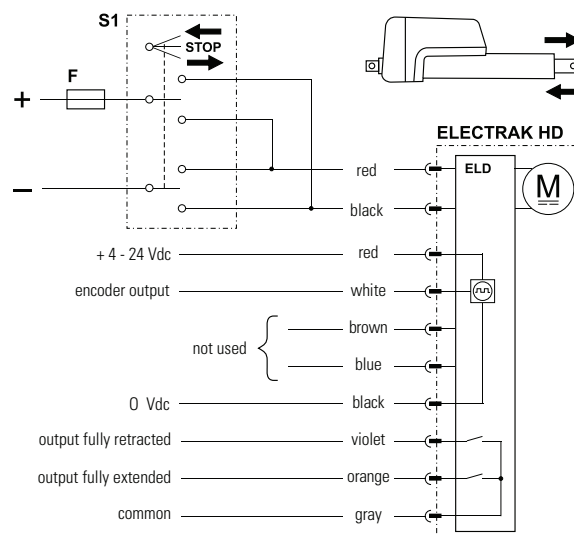 S1
STOP
F
+
–
ELECTRAK HD
ELD
M
red
black
+ 4 - 24 Vdc red
encoder output white
not used
brown
blue
0 Vdc black
output fully retracted violet
output fully extended orange
common gray